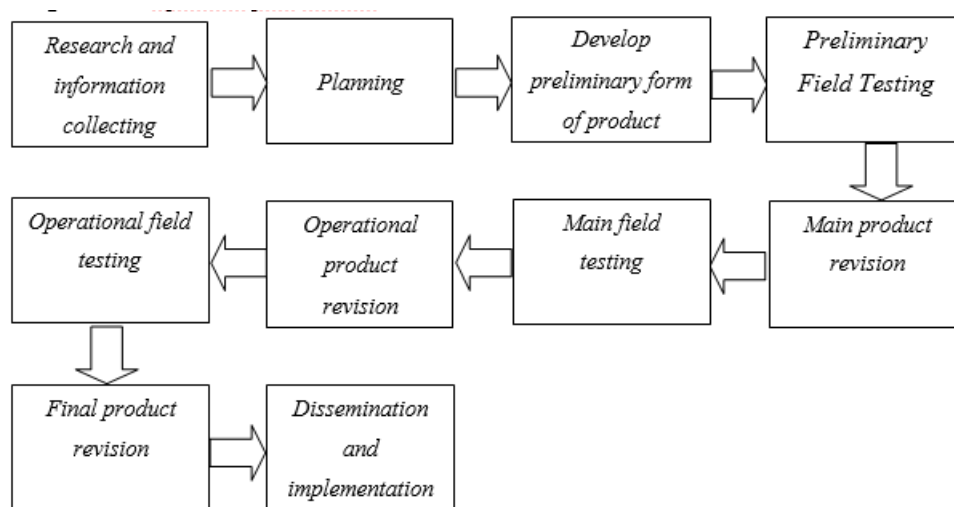 Research and
information
collecting
Planning
Develop
preliminary form
of product
Preliminary
Field Testing
Main product
revision
Main field
testing
Operational
product
revision
Operational field
testing
Final product
revision
Dissemination
and
implementation